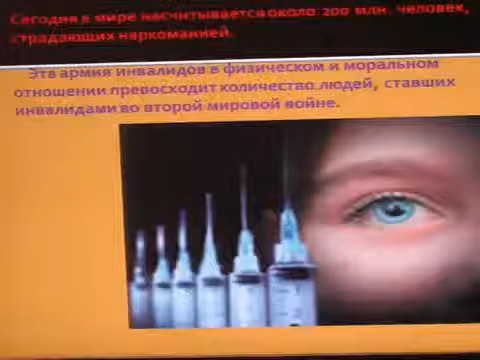 Сегодня в мире насчитывается около 200 млн. человек,
страдающих наркоманией.
Эта армия инвалидов в физическом и моральном
отношении превосходит количество людей, ставших
инвалидами во второй мировой войне.